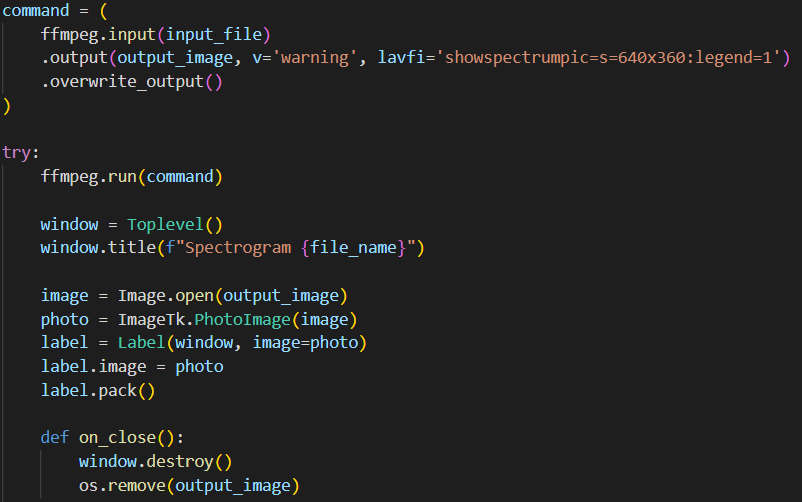 command = (
    ffmpeg.input(input_file)
    .output(output_image, v='warning', lavfi='showspectrumpic=s=640x360:legend=1')
    .overwrite_output()
)

try:
    ffmpeg.run(command)

    window = Toplevel()
    window.title(f"Spectrogram {file_name}")

    image = Image.open(output_image)
    photo = ImageTk.PhotoImage(image)
    label = Label(window, image=photo)
    label.image = photo
    label.pack()

    def on_close():
        window.destroy()
        os.remove(output_image)